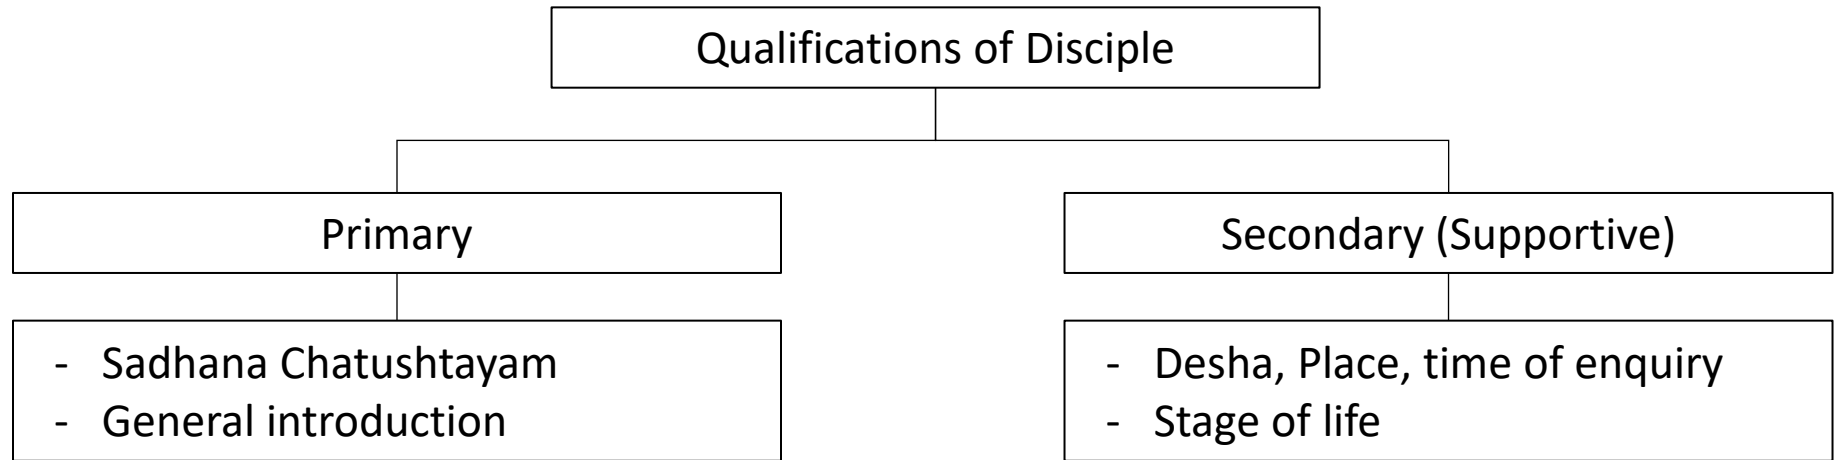 Qualifications of Disciple
Primary
Secondary (Supportive)
- Sadhana Chatushtayam
- General introduction
- Desha, Place, time of enquiry
- Stage of life